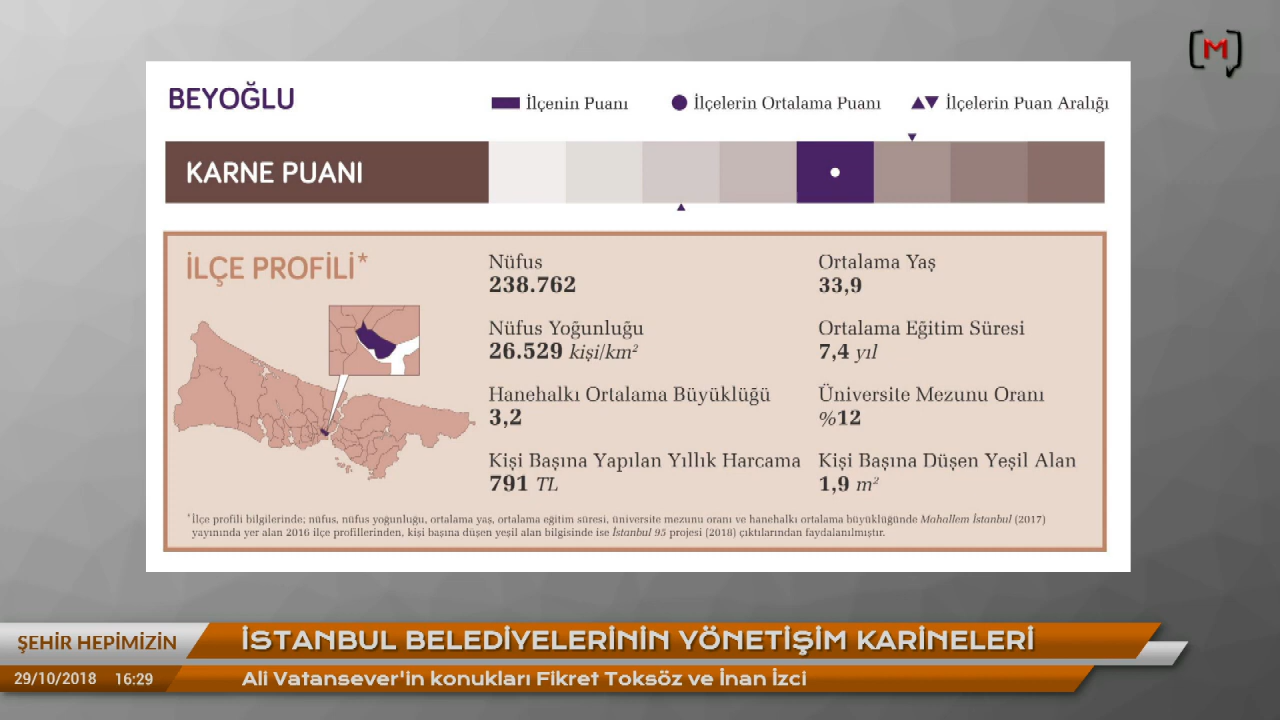 [M]
BEYOĞLU
İlçenin Puanı
İlçelerin Ortalama Puanı
İlçelerin Puan Aralığı
KARNE PUANI
İLÇE PROFİLİ*
Nüfus
238.762
Ortalama Yaş
33,9
Nüfus Yoğunluğu
26.529 kişi/km²
Ortalama Eğitim Süresi
7,4 yıl
Hanehalkı Ortalama Büyüklüğü
3,2
Üniversite Mezunu Oranı
%12
Kişi Başına Yapılan Yıllık Harcama
791 TL
Kişi Başına Düşen Yeşil Alan
1,9 m²
*İlçe profili bilgilerinde; nüfus, nüfus yoğunluğu, ortalama yaş, ortalama eğitim süresi, üniversite mezunu oranı ve hanehalkı ortalama büyüklüğünde Mahallem İstanbul (2017)
yayınında yer alan 2016 ilçe profillerinden, kişi başına düşen yeşil alan bilgisinde ise İstanbul 95 projesi (2018) çıktılarından faydalanılmıştır.
ŞEHİR HEPİMİZİN
İSTANBUL BELEDİYELERİNİN YÖNETİŞİM KARİNELERİ
29/10/2018 16:29
Ali Vatansever'in konukları Fikret Toksöz ve İnan İzci